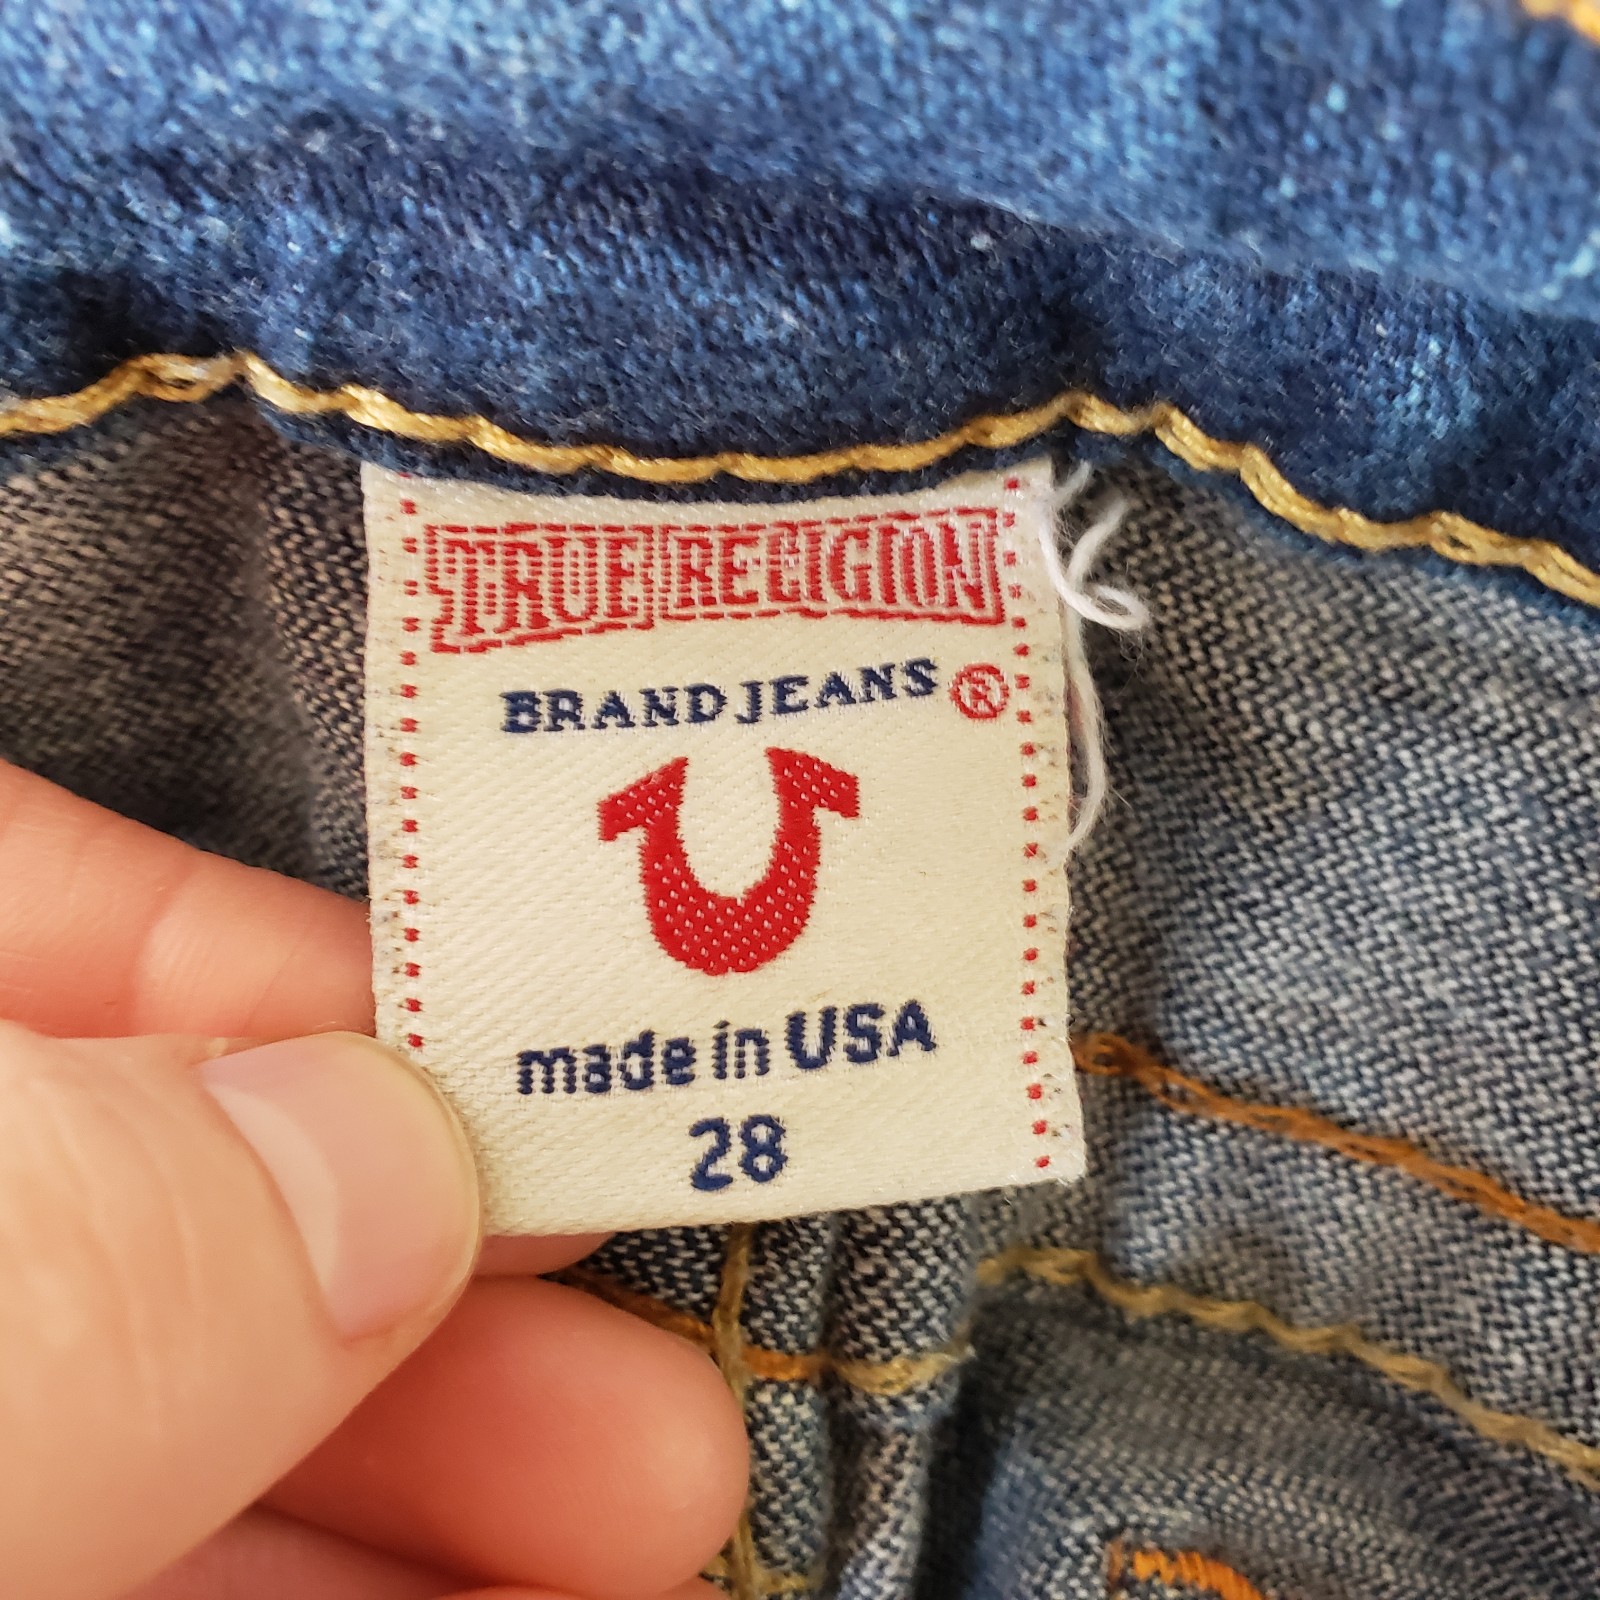 TRUE RELIGION
BRAND JEANS ®
made in USA
28